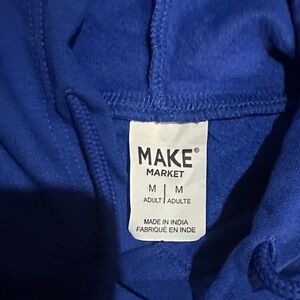 MAKE®
MARKET
M | M
ADULT | ADULTE
MADE IN INDIA
FABRIQUÉ EN INDE